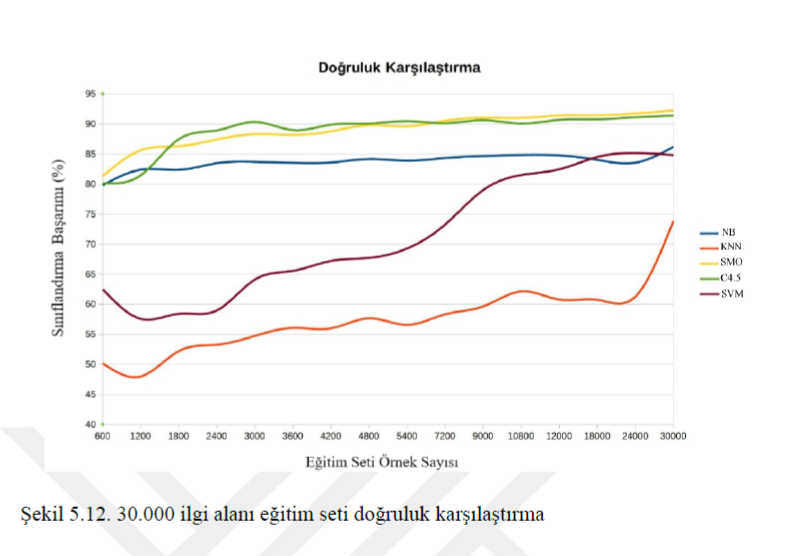 Doğruluk Karşılaştırma
Sınıflandırma Başarımı (%)
95
90
85
80
75
70
65
60
55
50
45
40
600 1200 1800 2400 3000 3600 4200 4800 5400 7200 9000 10800 12000 18000 24000 30000
Eğitim Seti Örnek Sayısı
NB
KNN
SMO
C4.5
SVM
Şekil 5.12. 30.000 ilgi alanı eğitim seti doğruluk karşılaştırma